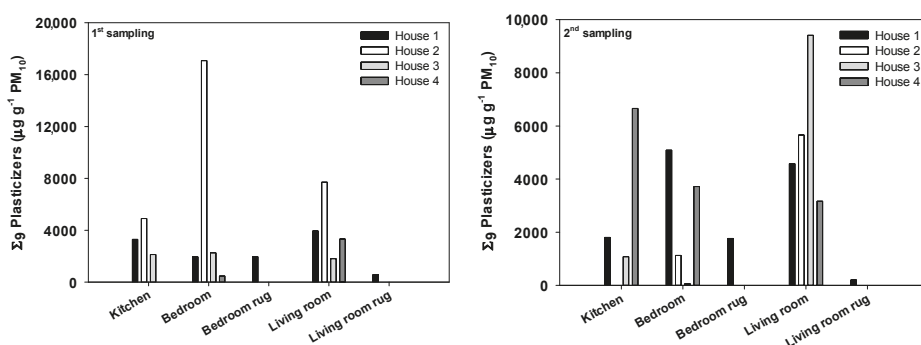 1st sampling
House 1
House 2
House 3
House 4
Σ9 Plasticizers (µg g-1 PM10)
20,000
16,000
12,000
8,000
4000
0
Kitchen
Bedroom
Bedroom rug
Living room
Living room rug
2nd sampling
House 1
House 2
House 3
House 4
Σ9 Plasticizers (µg g-1 PM10)
10,000
8000
6000
4000
2000
0
Kitchen
Bedroom
Bedroom rug
Living room
Living room rug